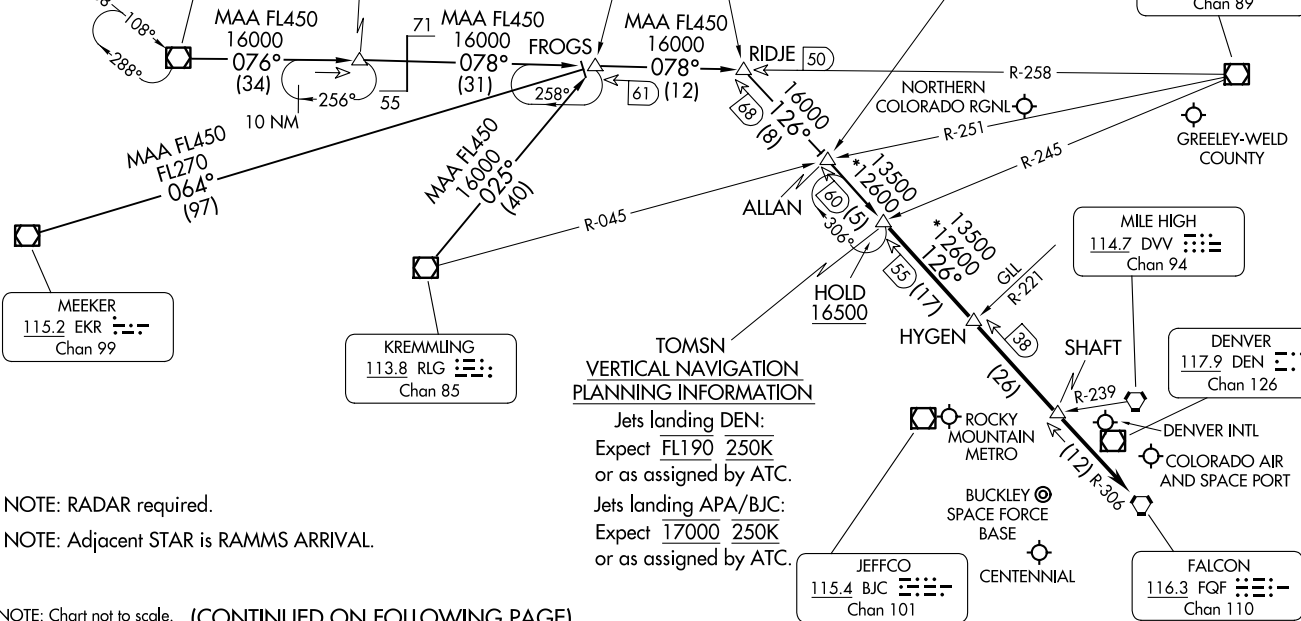 Chan 89
108°
288°
MAA FL450
16000
076°
(34)
256°
10 NM
71
55
MAA FL450
16000
078°
(31)
FROGS
258°
61
MAA FL450
16000
078°
(12)
RIDJE
50
R-258
NORTHERN
COLORADO RGNL
R-251
R-245
GREELEY-WELD
COUNTY
68
16000
126°
(8)
MAA FL450
FL270
064°
(97)
MAA FL450
16000
025°
(40)
R-045
ALLAN
60
(5)
306°
13500
*12600
HOLD
16500
13500
*12600
126°
55
(17)
GLL
R-221
MILE HIGH
114.7 DVV
Chan 94
MEEKER
115.2 EKR
Chan 99
KREMMLING
113.8 RLG
Chan 85
HYGEN
38
(26)
SHAFT
R-239
DENVER
117.9 DEN
Chan 126
TOMSN
VERTICAL NAVIGATION
PLANNING INFORMATION
Jets landing DEN:
Expect FL190 250K
or as assigned by ATC.
Jets landing APA/BJC:
Expect 17000 250K
or as assigned by ATC.
ROCKY
MOUNTAIN
METRO
DENVER INTL
COLORADO AIR
AND SPACE PORT
(12)
R-306
BUCKLEY
SPACE FORCE
BASE
CENTENNIAL
JEFFCO
115.4 BJC
Chan 101
FALCON
116.3 FQF
Chan 110
NOTE: RADAR required.
NOTE: Adjacent STAR is RAMMS ARRIVAL.
NOTE: Chart not to scale. (CONTINUED ON FOLLOWING PAGE)